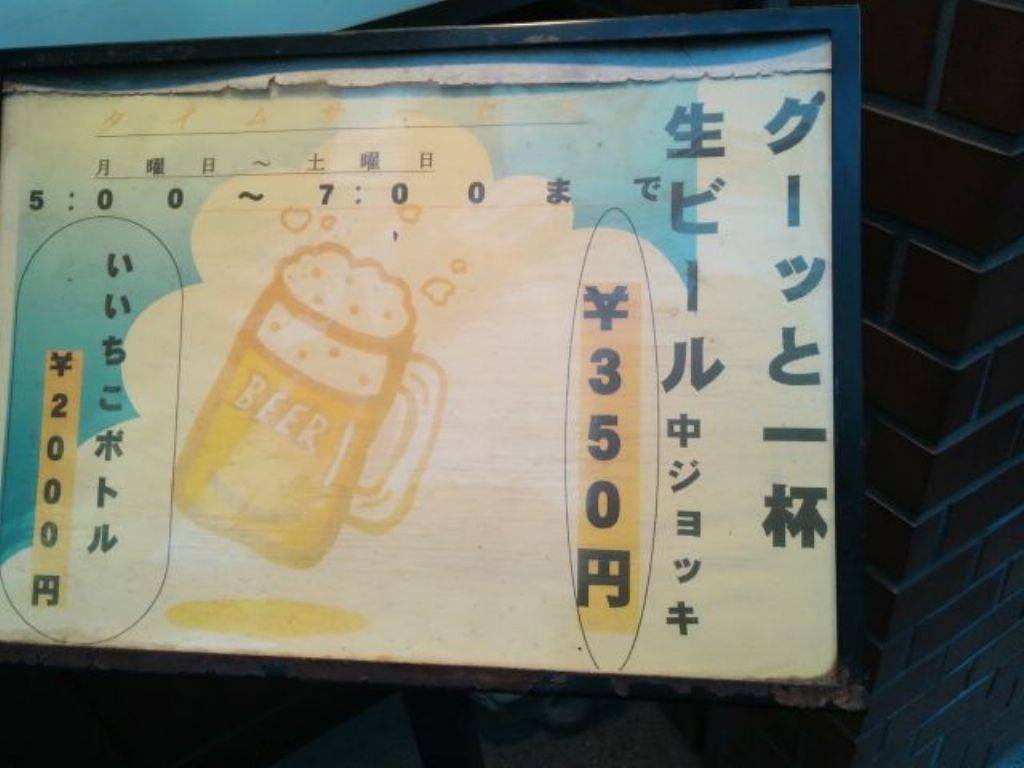 グーッと一杯
生ビール中ジョッキ
¥350円
タイムサービス
月曜日～土曜日
5:00～7:00まで
BEER
いいちこボトル
¥2000円